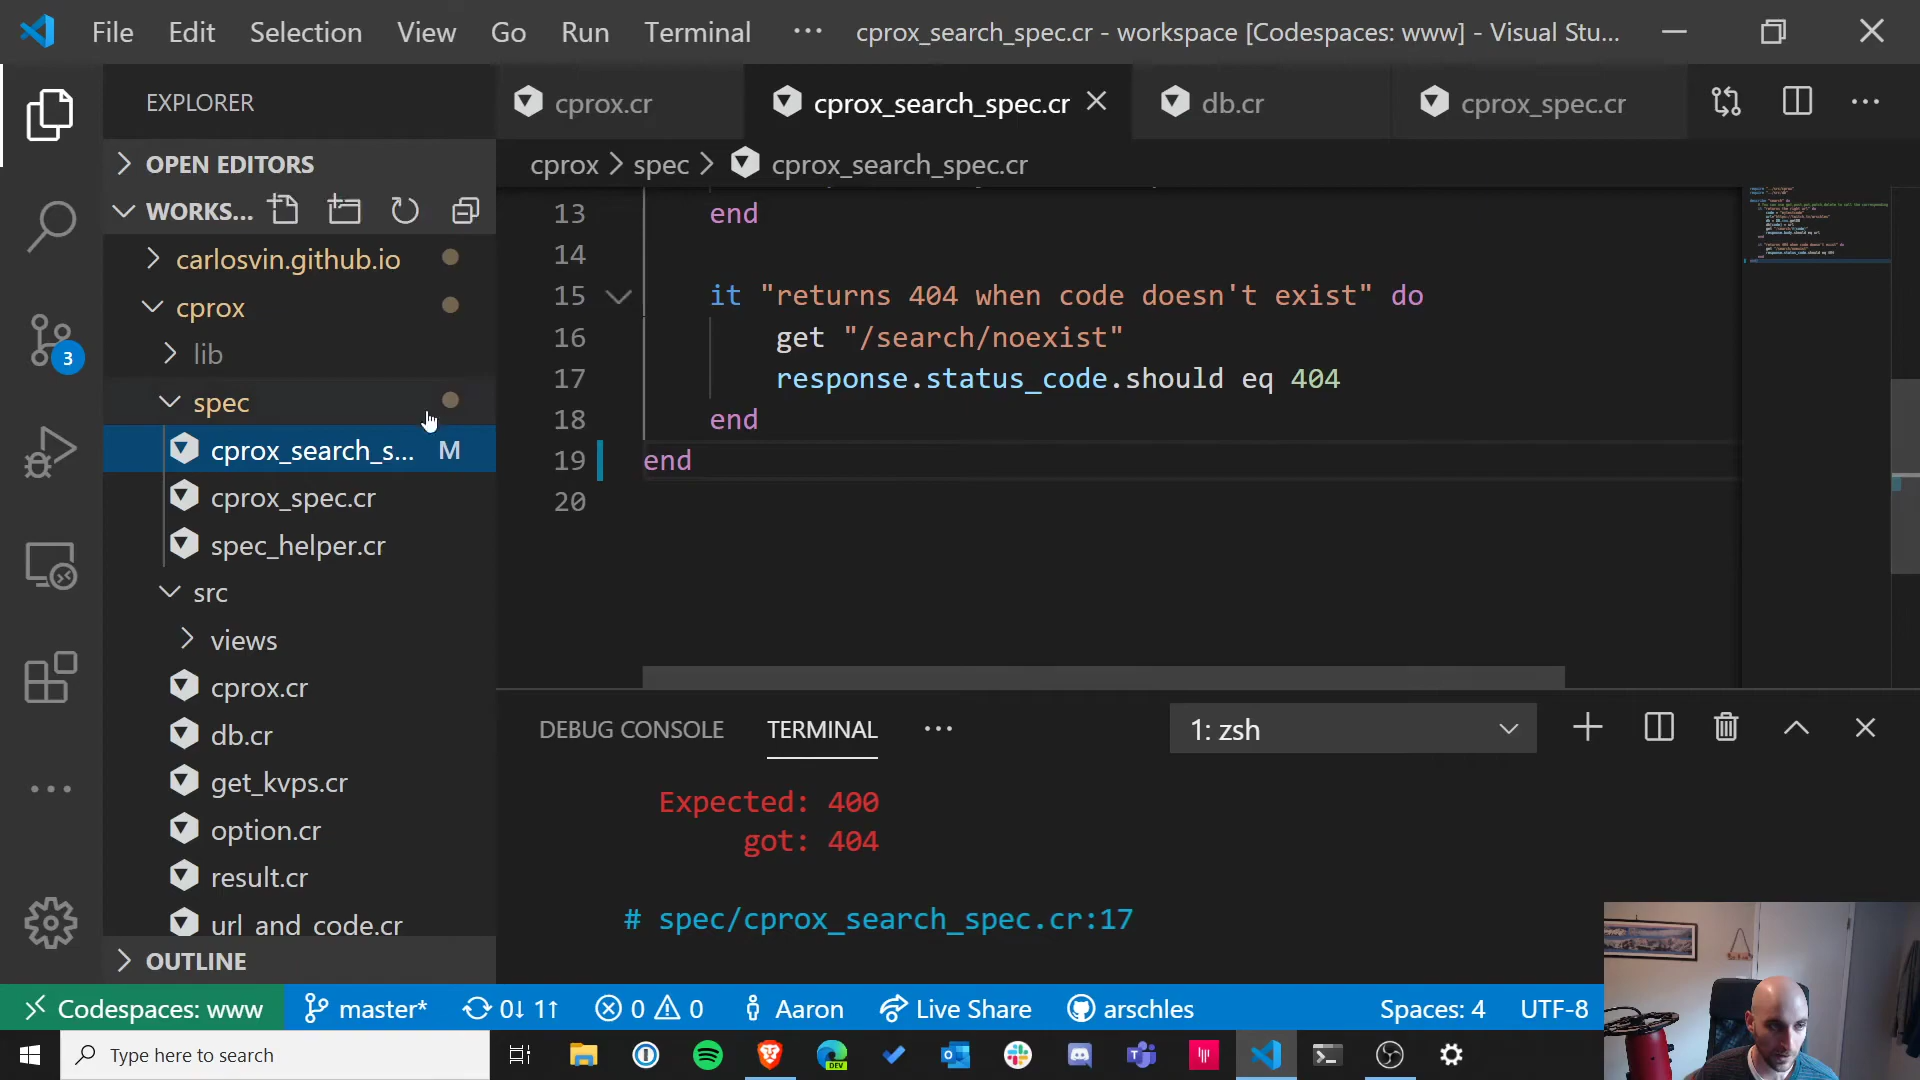 File Edit Selection View Go Run Terminal ··· cprox_search_spec.cr - workspace [Codespaces: www] - Visual Stu...
EXPLORER
cprox.cr cprox_search_spec.cr db.cr cprox_spec.cr
OPEN EDITORS
cprox > spec > cprox_search_spec.cr
WORKS...
carlosvin.github.io
cprox
lib
spec
cprox_search_s... M
cprox_spec.cr
spec_helper.cr
src
views
cprox.cr
db.cr
get_kvps.cr
option.cr
result.cr
url_and_code.cr
OUTLINE
3
13 end
14
15 it "returns 404 when code doesn't exist" do
16 get "/search/noexist"
17 response.status_code.should eq 404
18 end
19 end
20
DEBUG CONSOLE TERMINAL ··· 1: zsh
Expected: 400
got: 404
# spec/cprox_search_spec.cr:17
Codespaces: www master* 0↓ 1↑ 0 0 Aaron Live Share arschles Spaces: 4 UTF-8
Type here to search
DEV